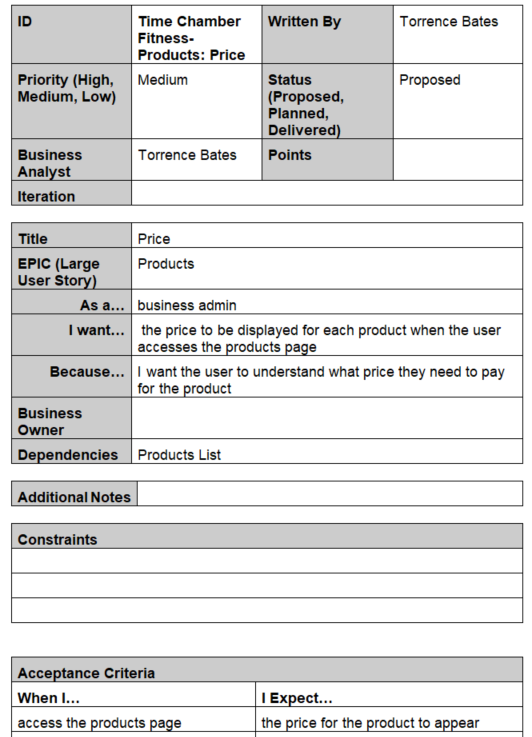 ID Time Chamber Written By Torrence Bates
Fitness-
Products: Price
Priority (High, Medium Status Proposed
Medium, Low) (Proposed,
Planned,
Delivered)
Business Torrence Bates Points
Analyst
Iteration
Title Price
EPIC (Large Products
User Story)
As a... business admin
I want... the price to be displayed for each product when the user
accesses the products page
Because... I want the user to understand what price they need to pay
for the product
Business
Owner
Dependencies Products List
Additional Notes
Constraints
Acceptance Criteria
When I... I Expect...
access the products page the price for the product to appear